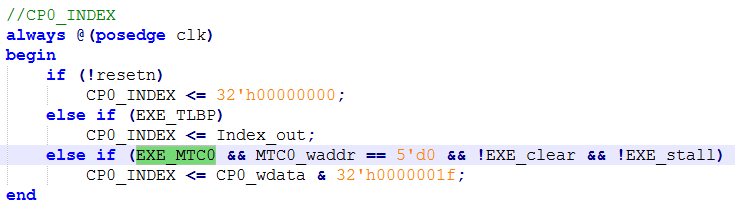 //CP0_INDEX
always @(posedge clk)
begin
    if (!resetn)
        CP0_INDEX <= 32'h00000000;
    else if (EXE_TLBP)
        CP0_INDEX <= Index_out;
    else if (EXE_MTC0 && MTC0_waddr == 5'd0 && !EXE_clear && !EXE_stall)
        CP0_INDEX <= CP0_wdata & 32'h0000001f;
end